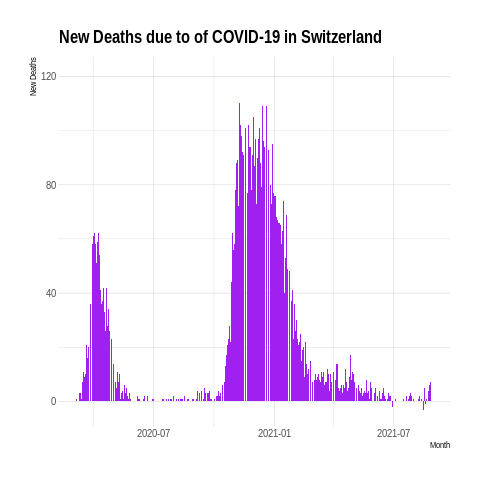 New Deaths due to of COVID-19 in Switzerland
New Deaths
120
80
40
0
2020-07 2021-01 2021-07
Month